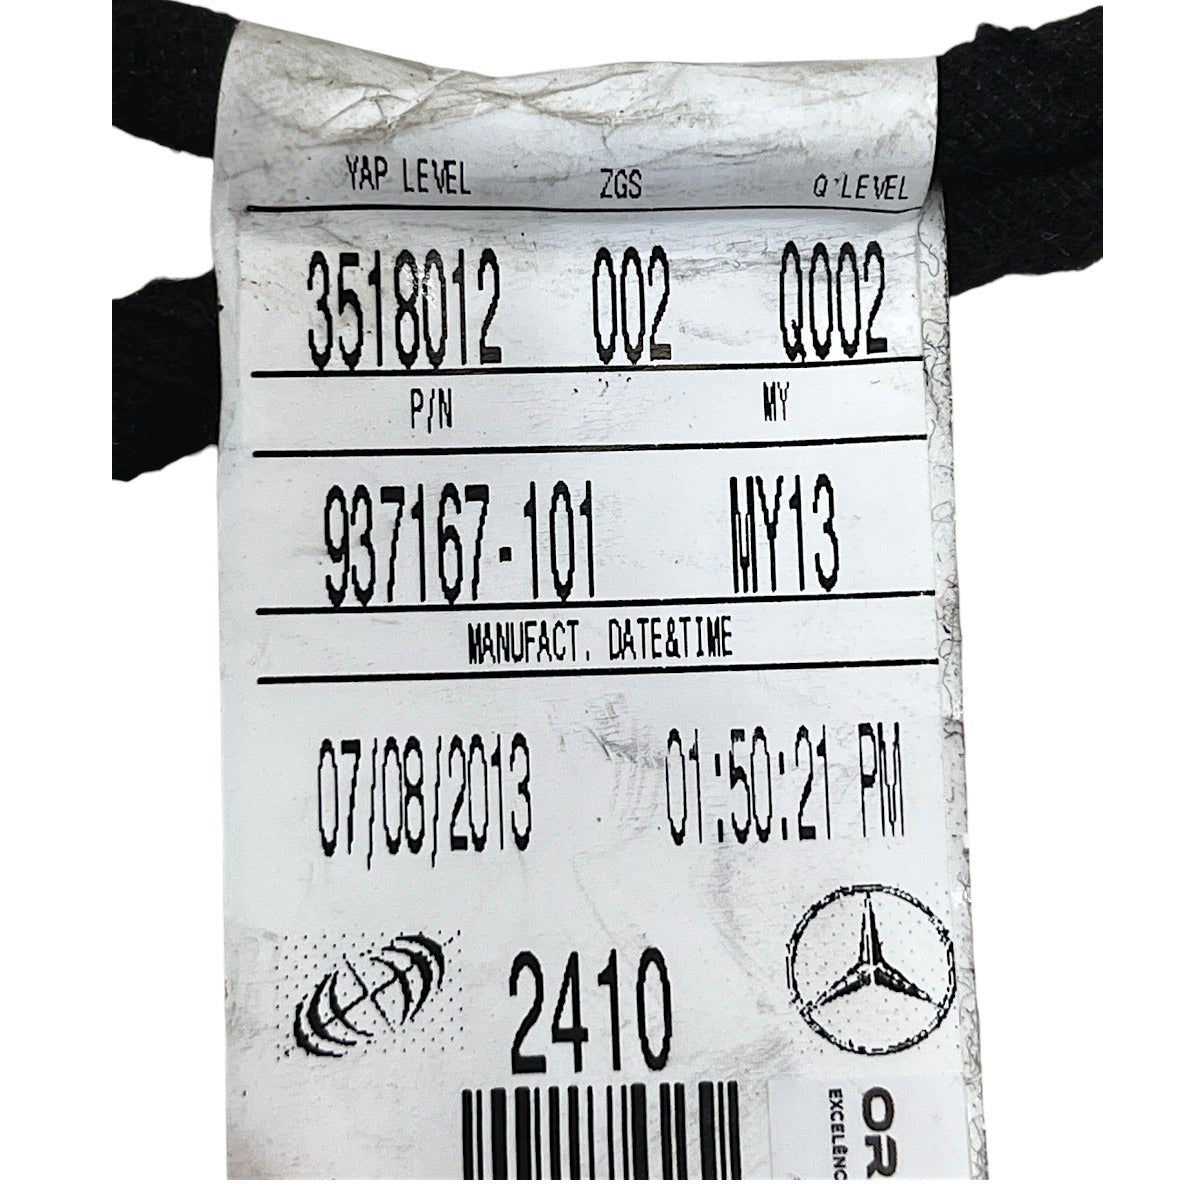 YAP LEVEL ZGS Q'LEVEL
3518012 002 Q002
P/N MY
937167-101 MY13
MANUFACT. DATE&TIME
07/08/2013 01:50:21 PM
2410
OR
EXCELÊNC